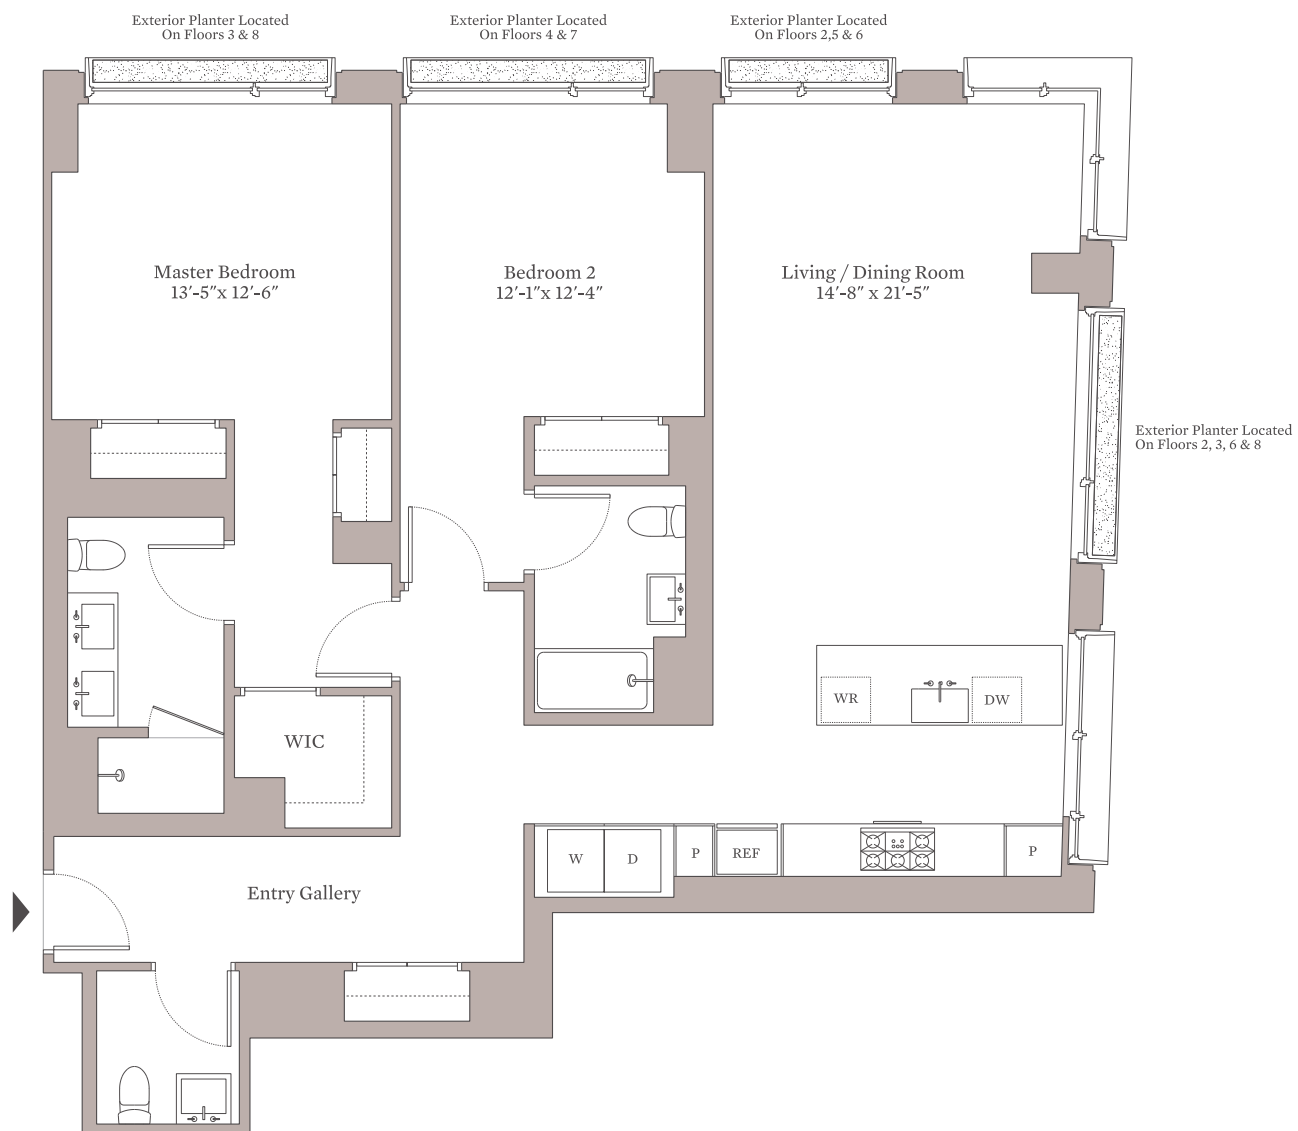 Exterior Planter Located
On Floors 3 & 8
Exterior Planter Located
On Floors 4 & 7
Exterior Planter Located
On Floors 2,5 & 6
Master Bedroom
13'-5"x 12'-6"
Bedroom 2
12'-1"x 12'-4"
Living / Dining Room
14'-8" x 21'-5"
Exterior Planter Located
On Floors 2, 3, 6 & 8
WR
DW
WIC
W
D
P
REF
P
Entry Gallery